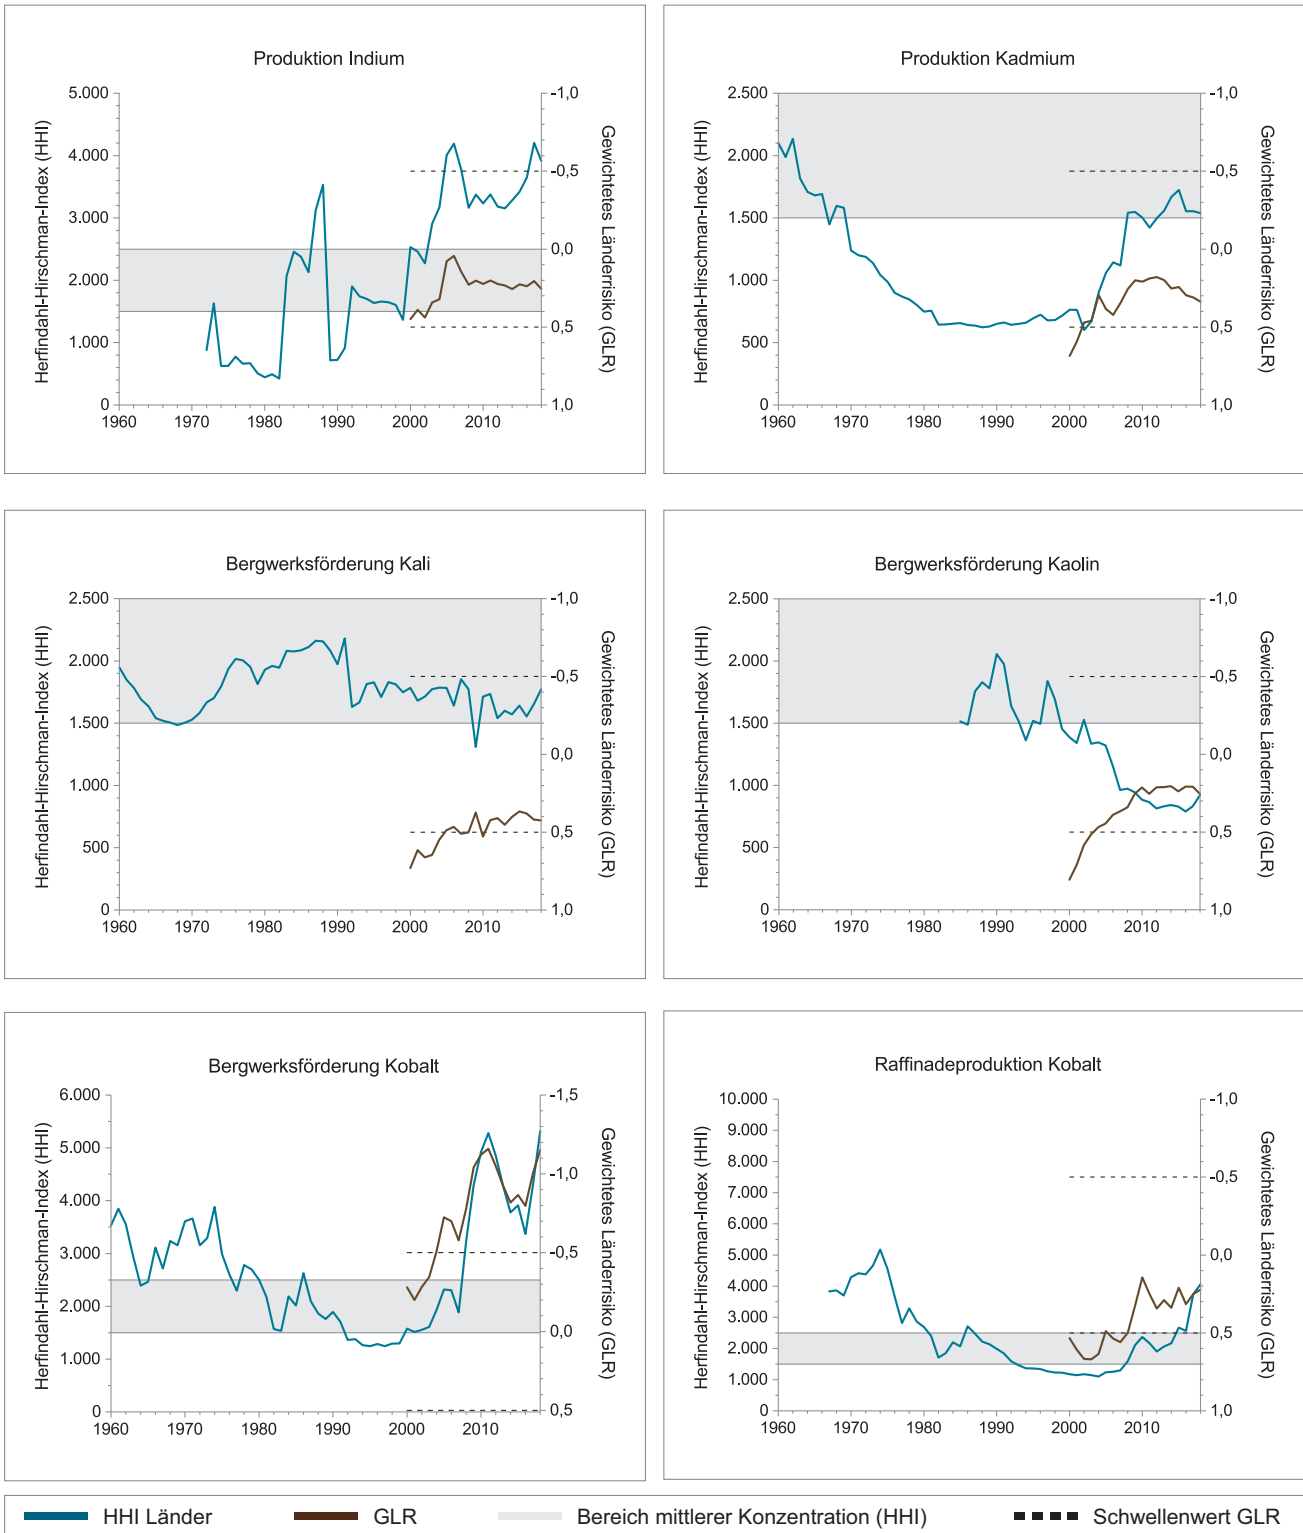 Produktion Indium
Herfindahl-Hirschman-Index (HHI)
5.000
4.000
3.000
2.000
1.000
0
1960 1970 1980 1990 2000 2010
-1,0
-0,5
0,0
0,5
1,0
Gewichtetes Länderrisiko (GLR)
Produktion Kadmium
Herfindahl-Hirschman-Index (HHI)
2.500
2.000
1.500
1.000
500
0
1960 1970 1980 1990 2000 2010
-1,0
-0,5
0,0
0,5
1,0
Gewichtetes Länderrisiko (GLR)
Bergwerksförderung Kali
Herfindahl-Hirschman-Index (HHI)
2.500
2.000
1.500
1.000
500
0
1960 1970 1980 1990 2000 2010
-1,0
-0,5
0,0
0,5
1,0
Gewichtetes Länderrisiko (GLR)
Bergwerksförderung Kaolin
Herfindahl-Hirschman-Index (HHI)
2.500
2.000
1.500
1.000
500
0
1960 1970 1980 1990 2000 2010
-1,0
-0,5
0,0
0,5
1,0
Gewichtetes Länderrisiko (GLR)
Bergwerksförderung Kobalt
Herfindahl-Hirschman-Index (HHI)
6.000
5.000
4.000
3.000
2.000
1.000
0
1960 1970 1980 1990 2000 2010
-1,5
-1,0
-0,5
0,0
0,5
Gewichtetes Länderrisiko (GLR)
Raffinadeproduktion Kobalt
Herfindahl-Hirschman-Index (HHI)
10.000
9.000
8.000
7.000
6.000
5.000
4.000
3.000
2.000
1.000
0
1960 1970 1980 1990 2000 2010
-1,0
-0,5
0,0
0,5
1,0
Gewichtetes Länderrisiko (GLR)
HHI Länder GLR Bereich mittlerer Konzentration (HHI) Schwellenwert GLR